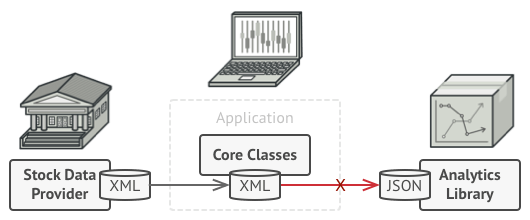 Application
Stock Data
Provider
XML
Core Classes
XML
X
JSON
Analytics
Library